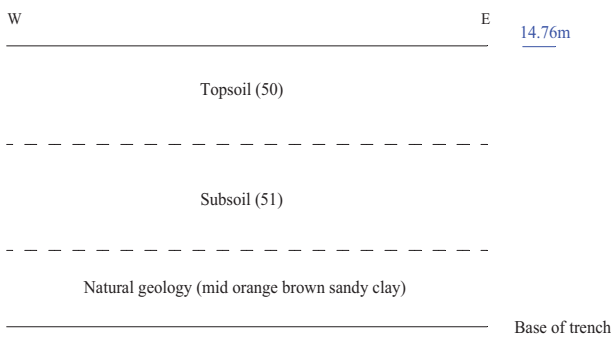 W E
14.76m
Topsoil (50)
Subsoil (51)
Natural geology (mid orange brown sandy clay)
Base of trench